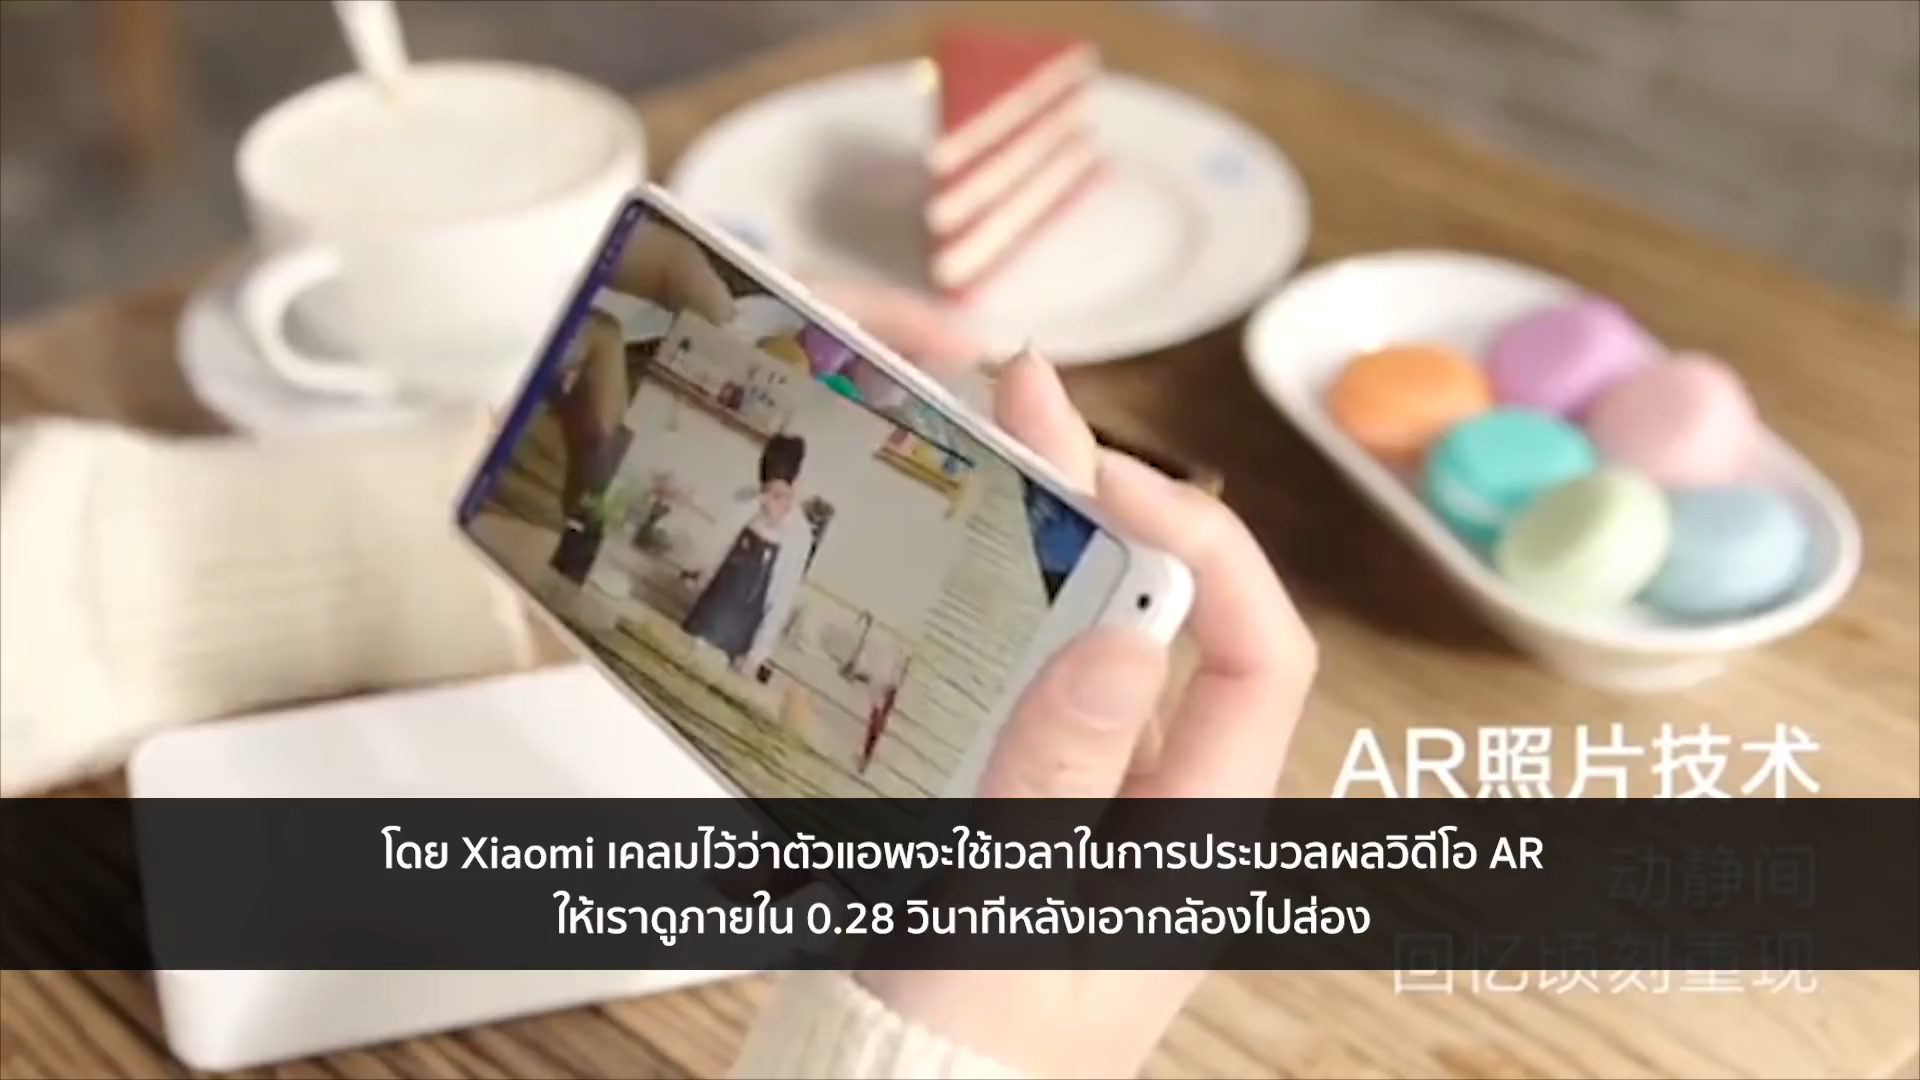 AR照片技术
动静间
回忆顷刻重现
โดย Xiaomi เคลมไว้ว่าตัวแอพจะใช้เวลาในการประมวลผลวิดีโอ AR
ให้เราดูภายใน 0.28 วินาทีหลังเอากล้องไปส่อง